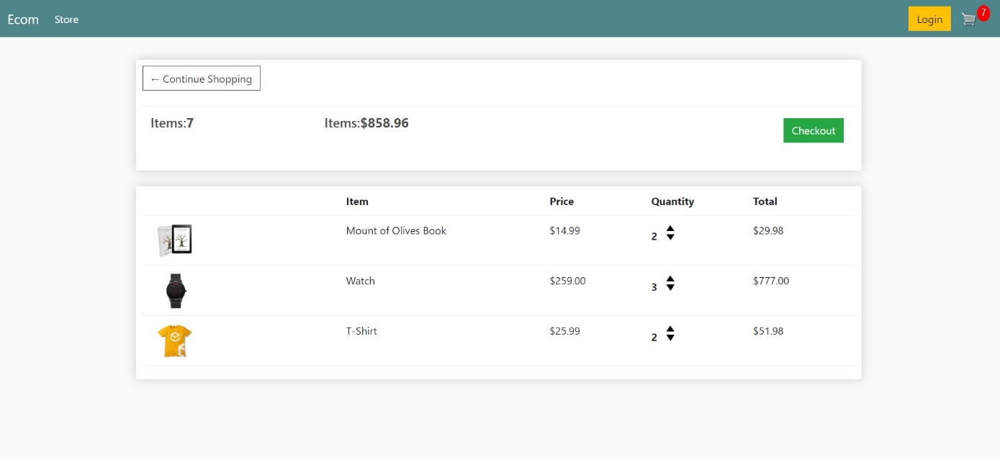 Ecom Store Login 7
← Continue Shopping
Items:7 Items:$858.96 Checkout
Item Price Quantity Total
Mount of Olives Book $14.99 2 $29.98
Watch $259.00 3 $777.00
T-Shirt $25.99 2 $51.98